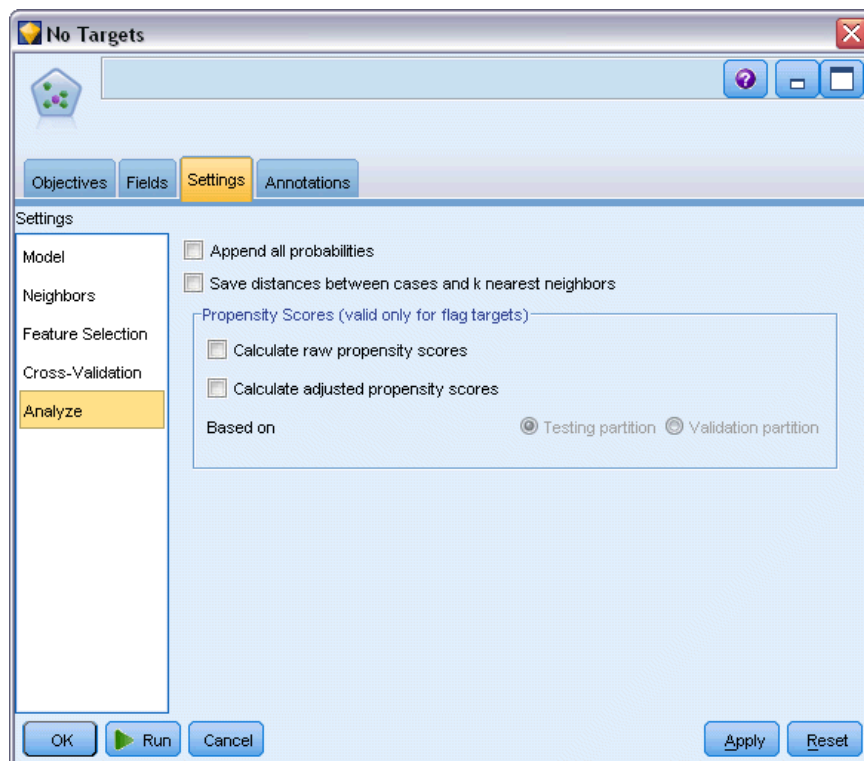 No Targets
Objectives Fields Settings Annotations
Settings
Model
Neighbors
Feature Selection
Cross-Validation
Analyze
Append all probabilities
Save distances between cases and k nearest neighbors
Propensity Scores (valid only for flag targets)
Calculate raw propensity scores
Calculate adjusted propensity scores
Based on Testing partition Validation partition
OK Run Cancel Apply Reset